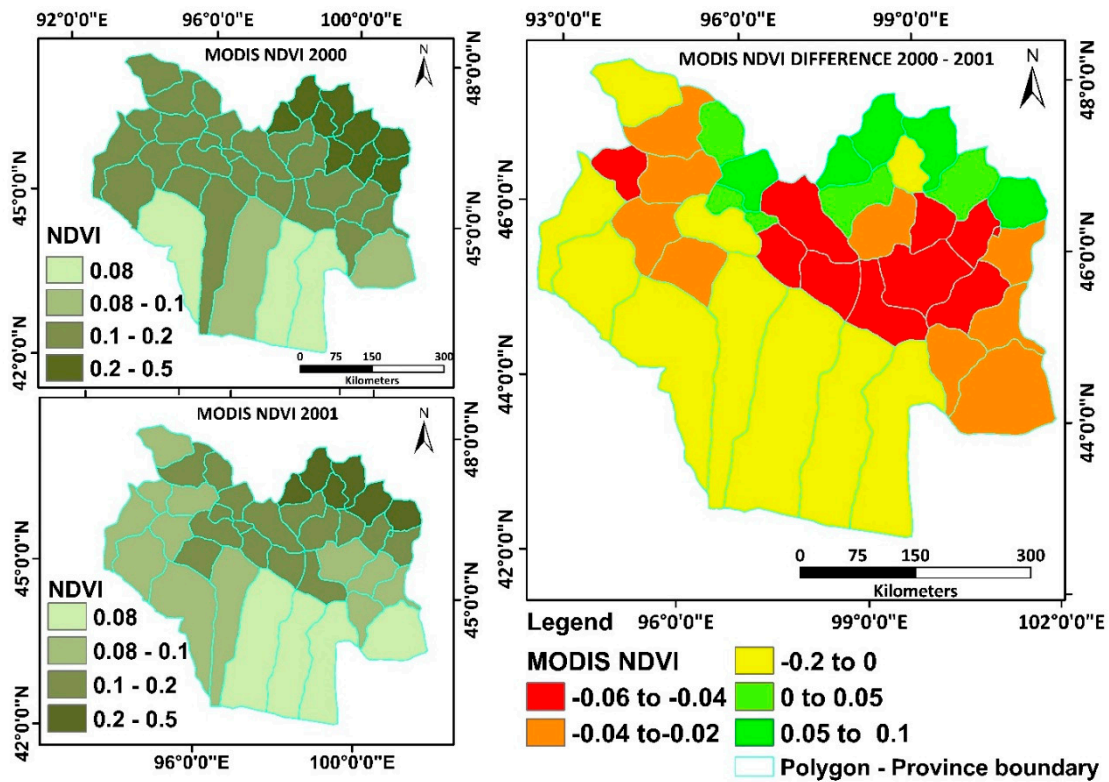 92°0'0"E 96°0'0"E 100°0'0"E
MODIS NDVI 2000
N
48°0'0"N
45°0'0"N
45°0'0"N
42°0'0"N
NDVI
0.08
0.08 - 0.1
0.1 - 0.2
0.2 - 0.5
0 75 150 300
Kilometers
MODIS NDVI 2001
N
48°0'0"N
45°0'0"N
45°0'0"N
42°0'0"N
NDVI
0.08
0.08 - 0.1
0.1 - 0.2
0.2 - 0.5
96°0'0"E 100°0'0"E
93°0'0"E 96°0'0"E 99°0'0"E
MODIS NDVI DIFFERENCE 2000 - 2001
N
48°0'0"N
46°0'0"N
46°0'0"N
44°0'0"N
44°0'0"N
42°0'0"N
0 75 150 300
Kilometers
96°0'0"E 99°0'0"E 102°0'0"E
Legend
MODIS NDVI
-0.06 to -0.04
-0.04 to-0.02
-0.2 to 0
0 to 0.05
0.05 to 0.1
Polygon - Province boundary